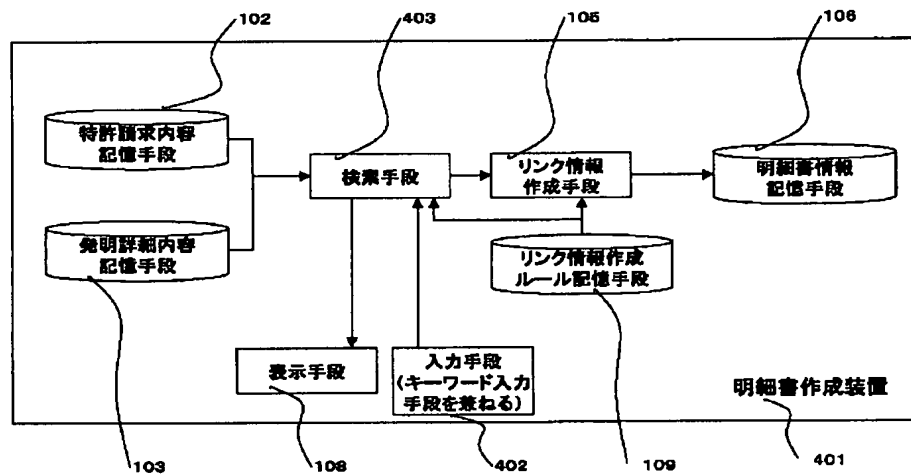 102
403
105
106
特許請求内容
記憶手段
検索手段
リンク情報
作成手段
明細書情報
記憶手段
発明詳細内容
記憶手段
リンク情報作成
ルール記憶手段
表示手段
入力手段
(キーワード入力
手段を兼ねる)
明細書作成装置
103
108
402
109
401